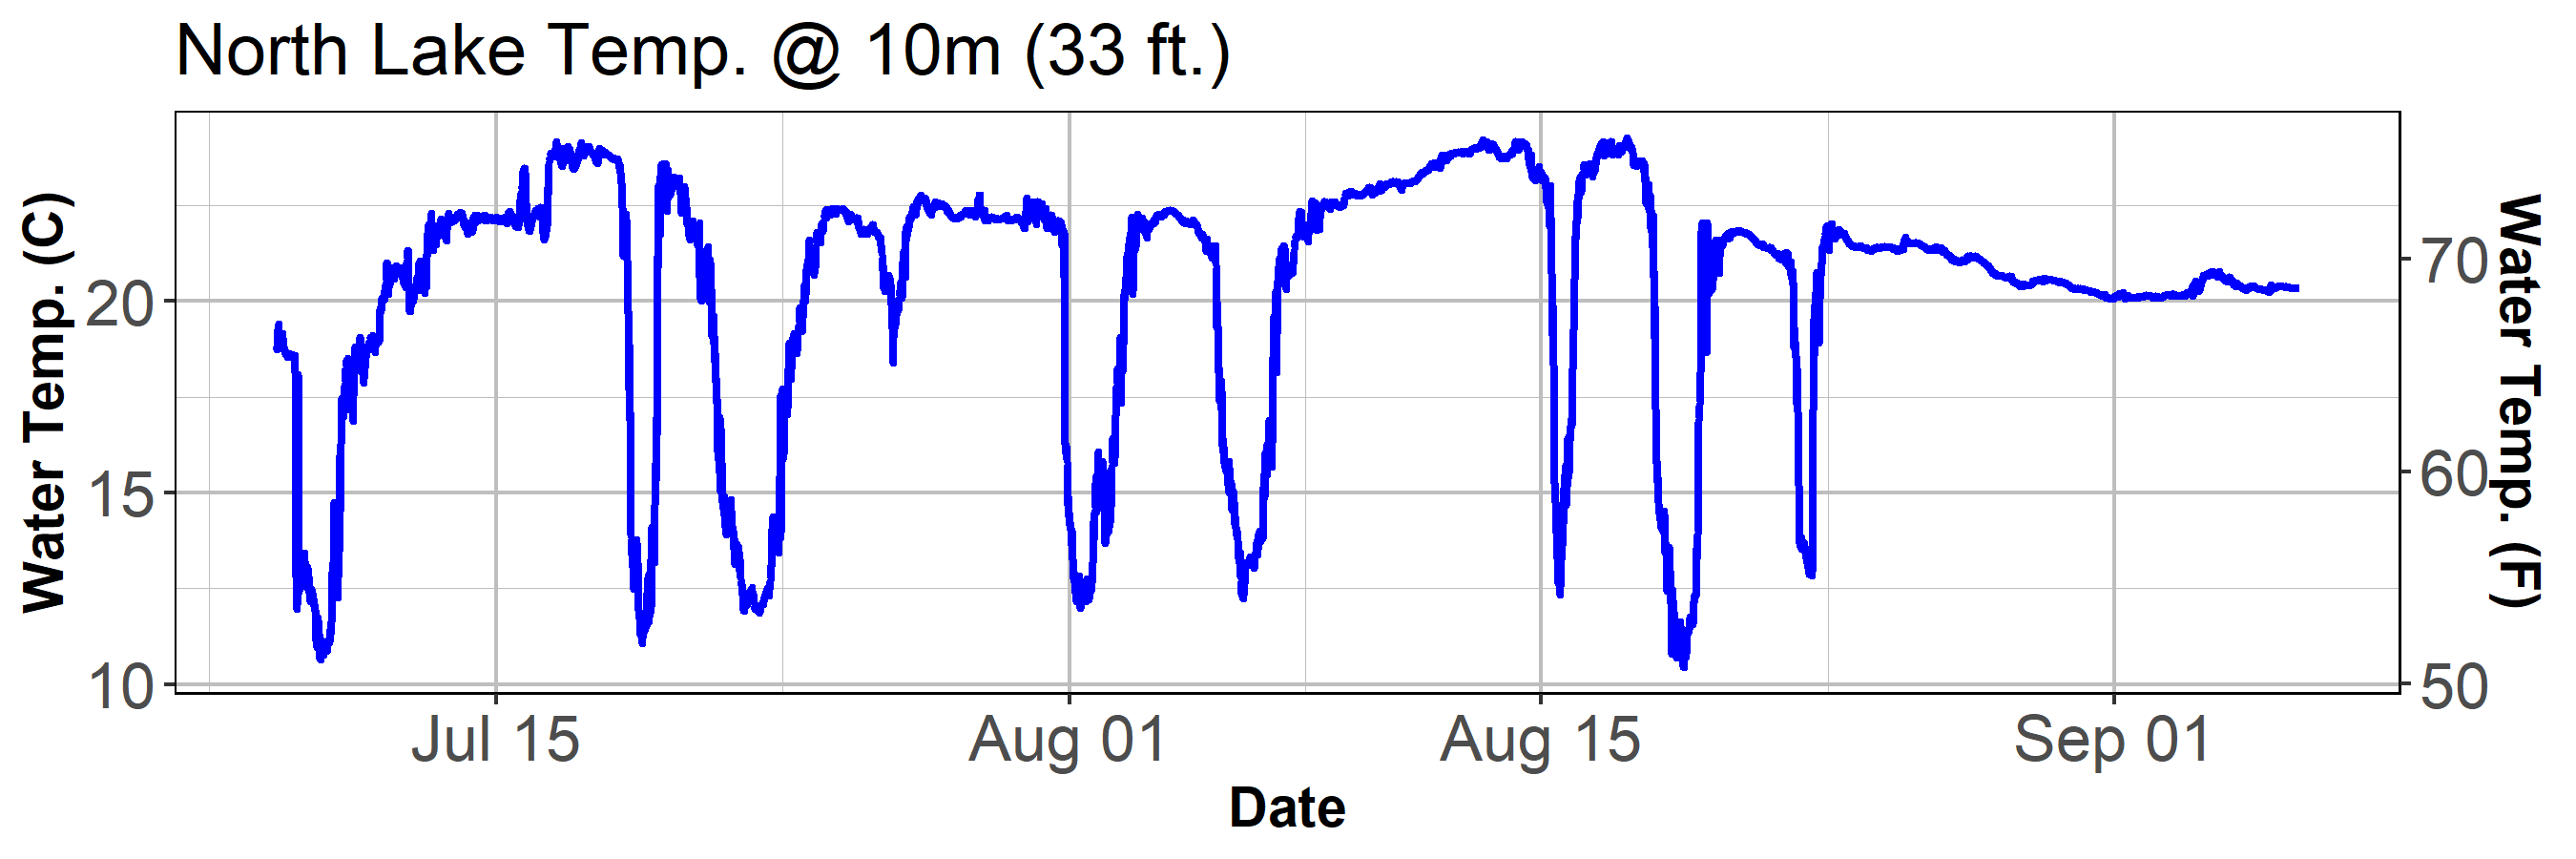 North Lake Temp. @ 10m (33 ft.)
Water Temp. (C)
20
15
10
70
60
50
Water Temp. (F)
Jul 15
Aug 01
Aug 15
Sep 01
Date